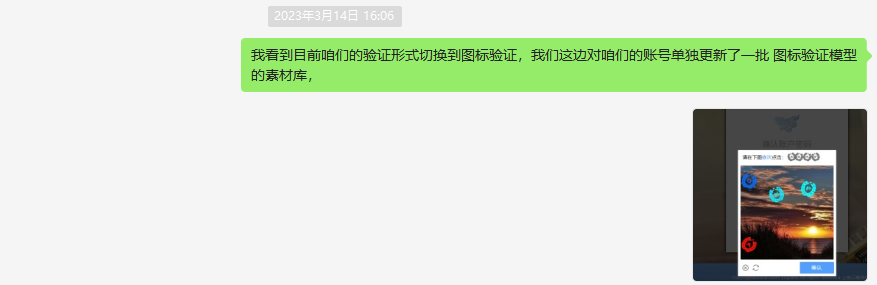 2023年3月14日 16:06
我看到目前咱们的验证形式切换到图标验证，我们这边对咱们的账号单独更新了一批 图标验证模型
的素材库，
请在下图依次点击：
确认